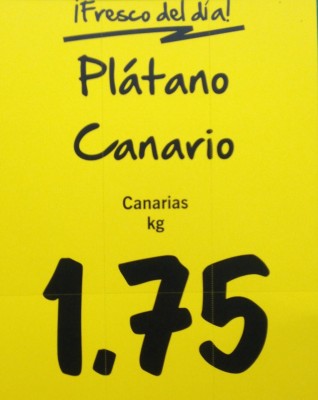 ¡Fresco del día!
Plátano
Canario
Canarias
kg
1.75